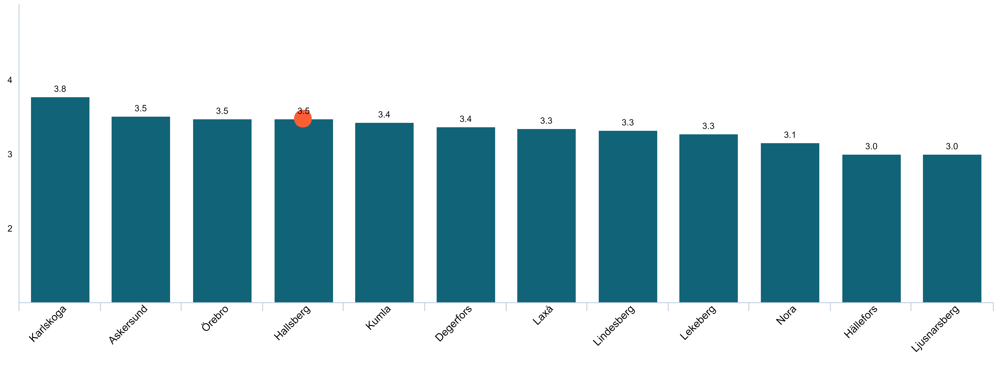 4
3
2
3.8
3.5
3.5
3.5
3.4
3.4
3.3
3.3
3.3
3.1
3.0
3.0
Karlskoga
Askersund
Örebro
Hallsberg
Kumla
Degerfors
Laxå
Lindesberg
Lekeberg
Nora
Hällefors
Ljusnarsberg